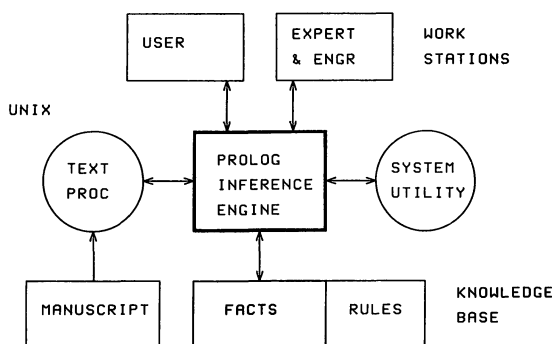 USER
EXPERT
& ENGR
WORK
STATIONS
UNIX
TEXT
PROC
PROLOG
INFERENCE
ENGINE
SYSTEM
UTILITY
MANUSCRIPT
FACTS
RULES
KNOWLEDGE
BASE